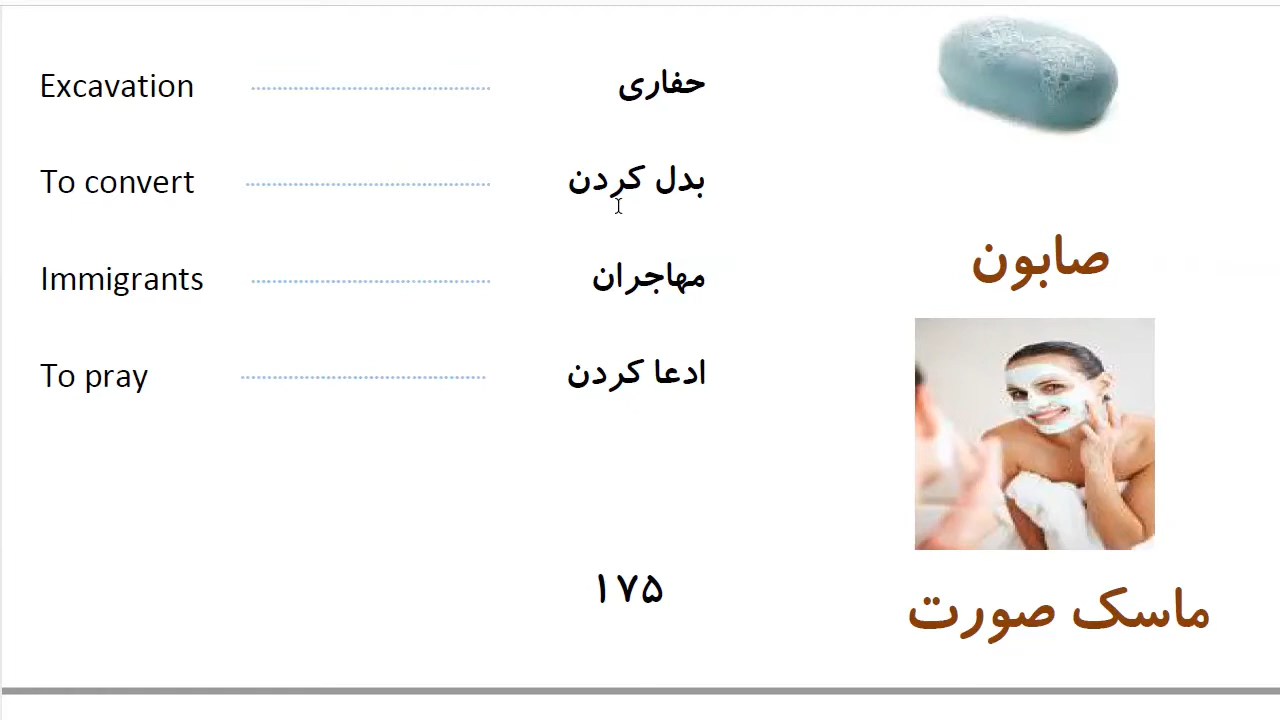 Excavation حفاری
To convert بدل کردن
Immigrants مهاجران
To pray ادعا کردن
۱۷۵
صابون
ماسک صورت